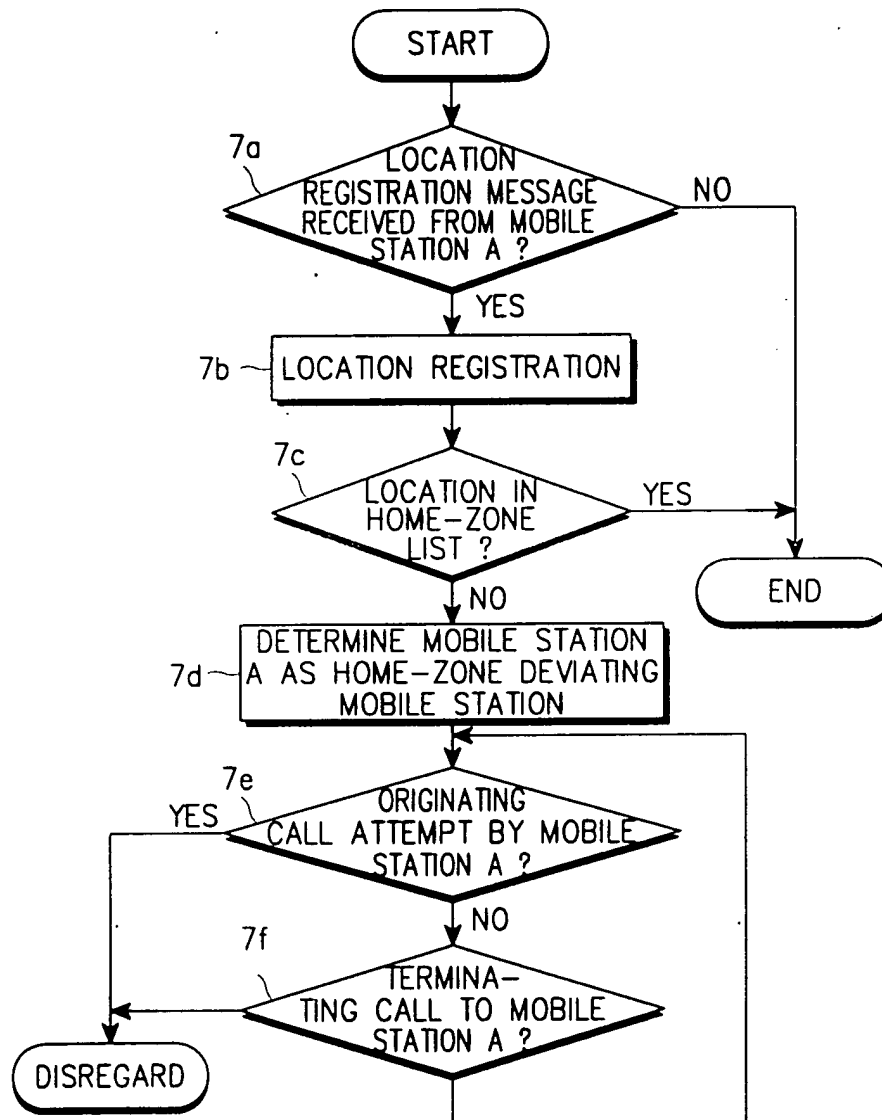 START
7a
LOCATION
REGISTRATION MESSAGE
RECEIVED FROM MOBILE
STATION A ?
NO
YES
7b
LOCATION REGISTRATION
7c
LOCATION IN
HOME-ZONE
LIST ?
YES
END
NO
7d
DETERMINE MOBILE STATION
A AS HOME-ZONE DEVIATING
MOBILE STATION
7e
YES
ORIGINATING
CALL ATTEMPT BY MOBILE
STATION A ?
NO
7f
TERMINA-
TING CALL TO MOBILE
STATION A ?
DISREGARD